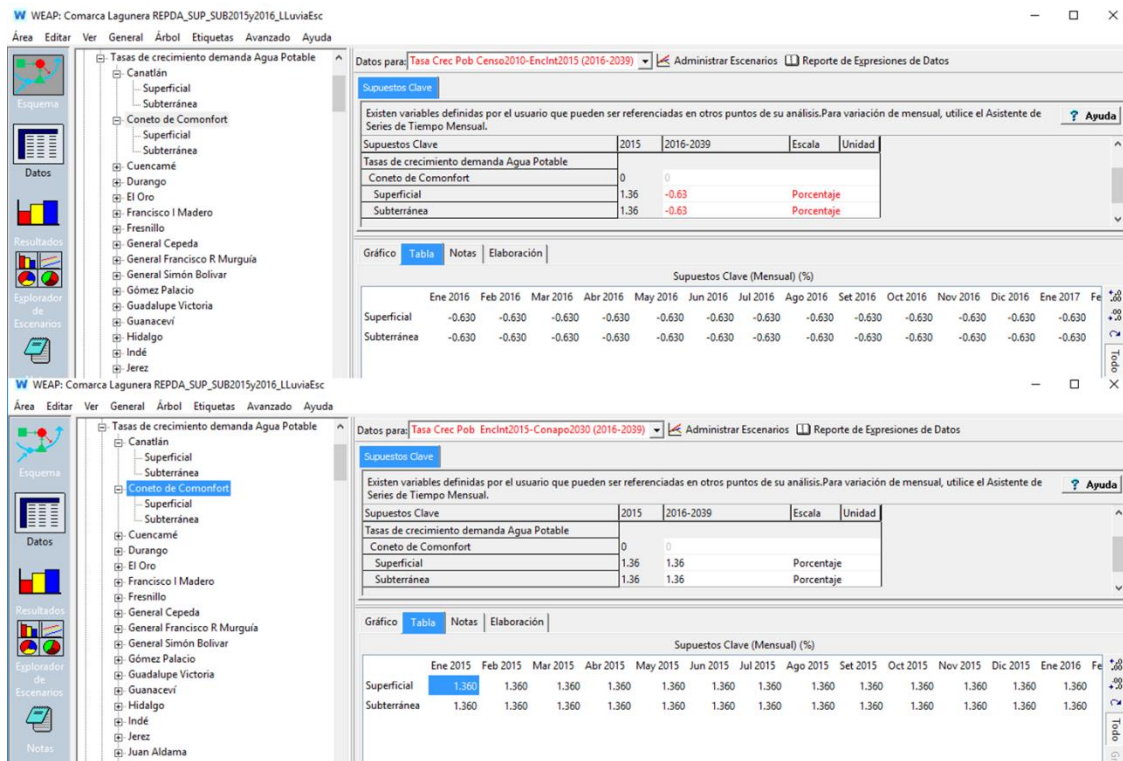 WEAP: Comarca Lagunera REPDA_SUP_SUB2015y2016_LLuviaEsc
Área Editar Ver General Árbol Etiquetas Avanzado Ayuda
Esquema
Datos
Resultados
Explorador
de
Escenarios
Tasas de crecimiento demanda Agua Potable
Canatlán
Superficial
Subterránea
Coneto de Comonfort
Superficial
Subterránea
Cuencamé
Durango
El Oro
Francisco I Madero
Fresnillo
General Cepeda
General Francisco R Murguía
General Simón Bolivar
Gómez Palacio
Guadalupe Victoria
Guanaceví
Hidalgo
Indé
Jerez
Datos para: Tasa Crec Pob Censo2010-EncInt2015 (2016-2039) Administrar Escenarios Reporte de Expresiones de Datos
Supuestos Clave
Existen variables definidas por el usuario que pueden ser referenciadas en otros puntos de su análisis.Para variación de mensual, utilice el Asistente de
Series de Tiempo Mensual.
? Ayuda
Supuestos Clave 2015 2016-2039 Escala Unidad
Tasas de crecimiento demanda Agua Potable
Coneto de Comonfort 0 0
Superficial 1.36 -0.63 Porcentaje
Subterránea 1.36 -0.63 Porcentaje
Gráfico Tabla Notas Elaboración
Supuestos Clave (Mensual) (%)
Ene 2016 Feb 2016 Mar 2016 Abr 2016 May 2016 Jun 2016 Jul 2016 Ago 2016 Set 2016 Oct 2016 Nov 2016 Dic 2016 Ene 2017 Fe
Superficial -0.630 -0.630 -0.630 -0.630 -0.630 -0.630 -0.630 -0.630 -0.630 -0.630 -0.630 -0.630 -0.630
Subterránea -0.630 -0.630 -0.630 -0.630 -0.630 -0.630 -0.630 -0.630 -0.630 -0.630 -0.630 -0.630 -0.630
Todo
WEAP: Comarca Lagunera REPDA_SUP_SUB2015y2016_LLuviaEsc
Área Editar Ver General Árbol Etiquetas Avanzado Ayuda
Esquema
Datos
Resultados
Explorador
de
Escenarios
Notas
Tasas de crecimiento demanda Agua Potable
Canatlán
Superficial
Subterránea
Coneto de Comonfort
Superficial
Subterránea
Cuencamé
Durango
El Oro
Francisco I Madero
Fresnillo
General Cepeda
General Francisco R Murguía
General Simón Bolivar
Gómez Palacio
Guadalupe Victoria
Guanaceví
Hidalgo
Indé
Jerez
Juan Aldama
Datos para: Tasa Crec Pob EncInt2015-Conapo2030 (2016-2039) Administrar Escenarios Reporte de Expresiones de Datos
Supuestos Clave
Existen variables definidas por el usuario que pueden ser referenciadas en otros puntos de su análisis.Para variación de mensual, utilice el Asistente de
Series de Tiempo Mensual.
? Ayuda
Supuestos Clave 2015 2016-2039 Escala Unidad
Tasas de crecimiento demanda Agua Potable
Coneto de Comonfort 0 0
Superficial 1.36 1.36 Porcentaje
Subterránea 1.36 1.36 Porcentaje
Gráfico Tabla Notas Elaboración
Supuestos Clave (Mensual) (%)
Ene 2015 Feb 2015 Mar 2015 Abr 2015 May 2015 Jun 2015 Jul 2015 Ago 2015 Set 2015 Oct 2015 Nov 2015 Dic 2015 Ene 2016 Fe
Superficial 1.360 1.360 1.360 1.360 1.360 1.360 1.360 1.360 1.360 1.360 1.360 1.360 1.360
Subterránea 1.360 1.360 1.360 1.360 1.360 1.360 1.360 1.360 1.360 1.360 1.360 1.360 1.360
Todo